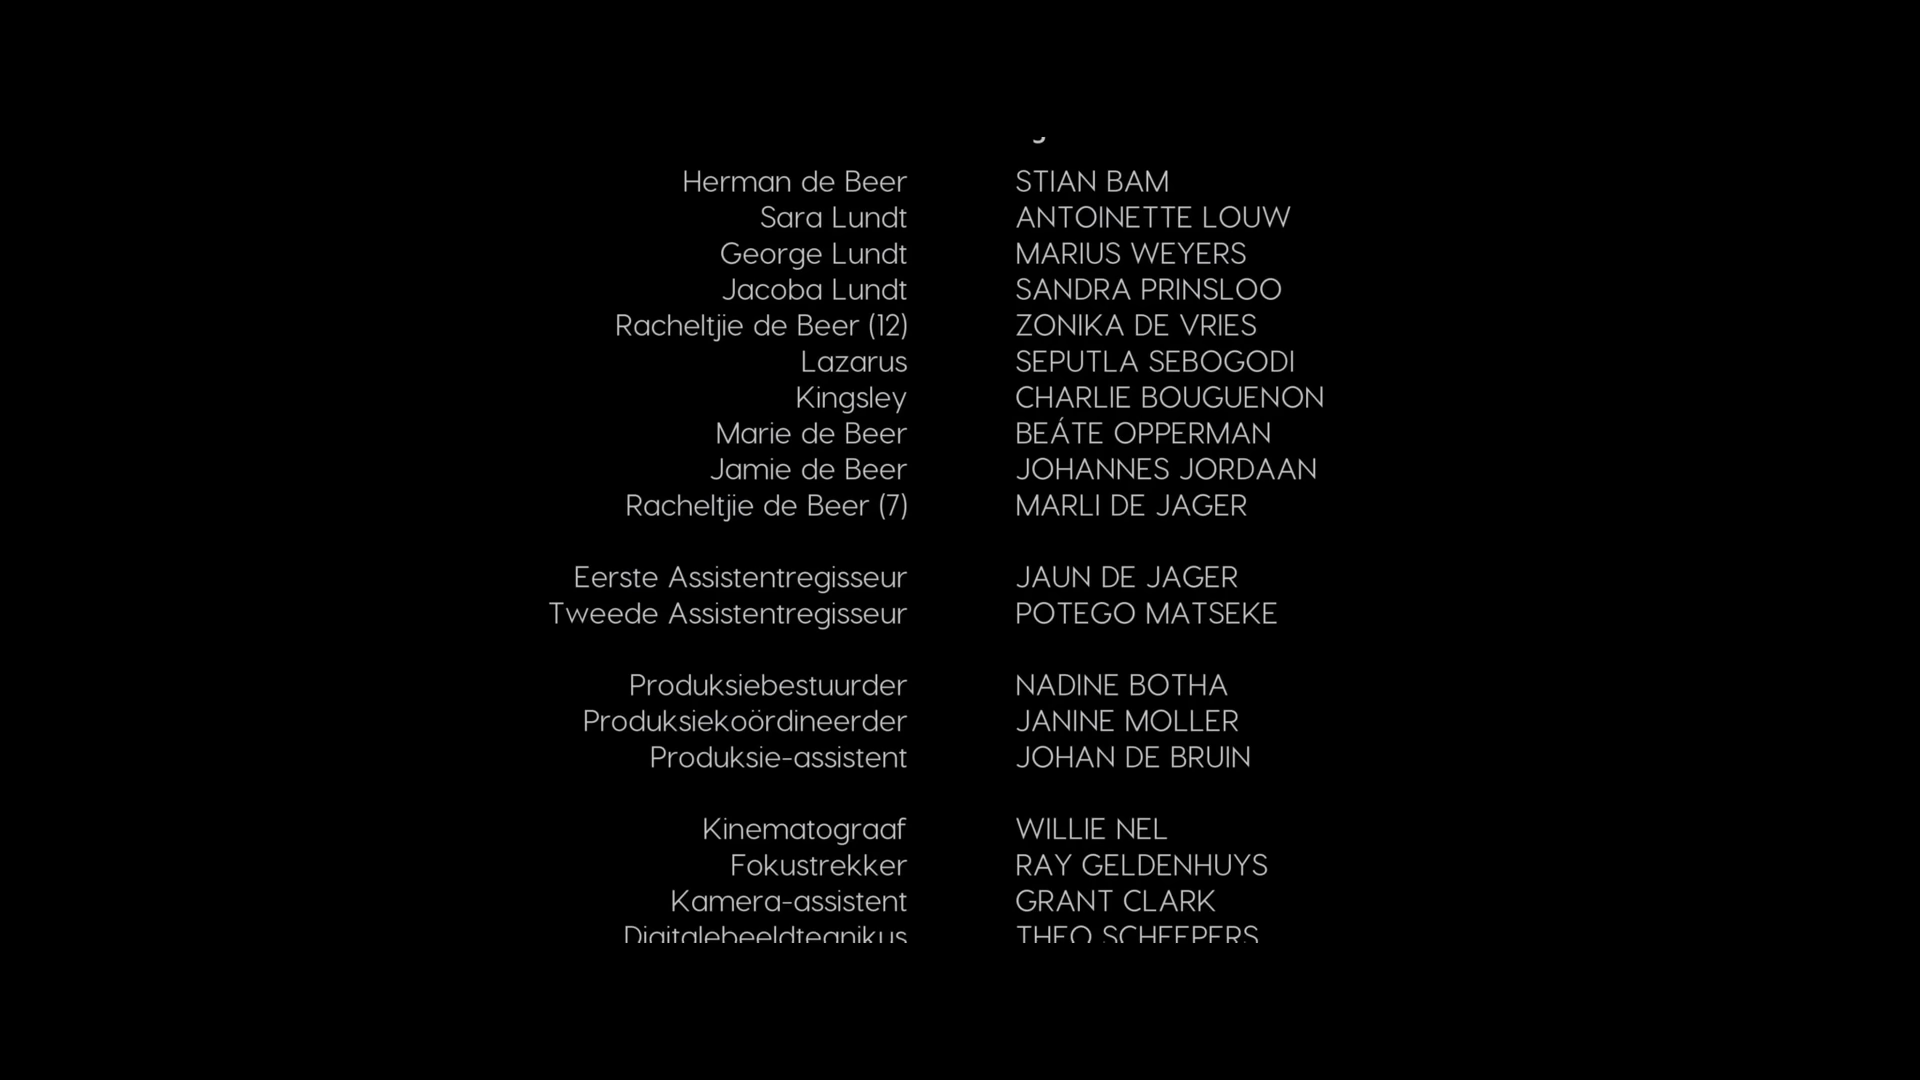 Herman de Beer STIAN BAM
Sara Lundt ANTOINETTE LOUW
George Lundt MARIUS WEYERS
Jacoba Lundt SANDRA PRINSLOO
Racheltjie de Beer (12) ZONIKA DE VRIES
Lazarus SEPUTLA SEBOGODI
Kingsley CHARLIE BOUGUENON
Marie de Beer BEÁTE OPPERMAN
Jamie de Beer JOHANNES JORDAAN
Racheltjie de Beer (7) MARLI DE JAGER
Eerste Assistentregisseur JAUN DE JAGER
Tweede Assistentregisseur POTEGO MATSEKE
Produksiebestuurder NADINE BOTHA
Produksiekoördineerder JANINE MOLLER
Produksie-assistent JOHAN DE BRUIN
Kinematograaf WILLIE NEL
Fokustrekker RAY GELDENHUYS
Kamera-assistent GRANT CLARK
Digitalebeeldtegnikus THEO SCHEEPERS